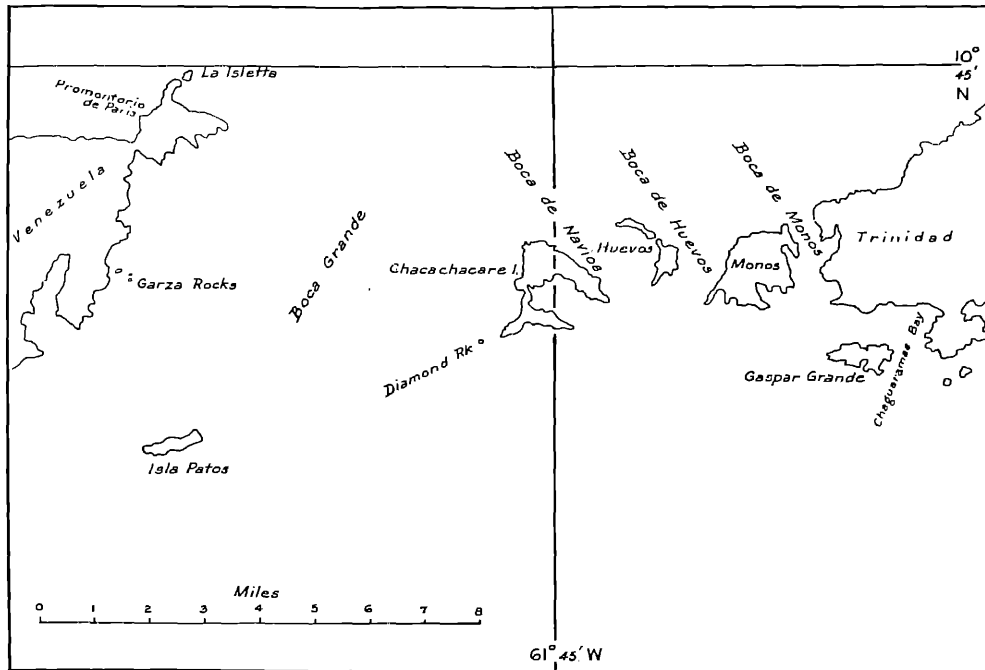 La Isletta
10°
45'
N
Promontorio
de Paris
Venezuela
Boca Grande
Boca de Navios
Boca de Huevos
Boca de Monos
Trinidad
Huevos
Chacachacare I.
Monos
Garza Rocks
Diamond Rk
Gaspar Grande
Chaguaramas Bay
Isla Patos
Miles
0 1 2 3 4 5 6 7 8
61° 45' W